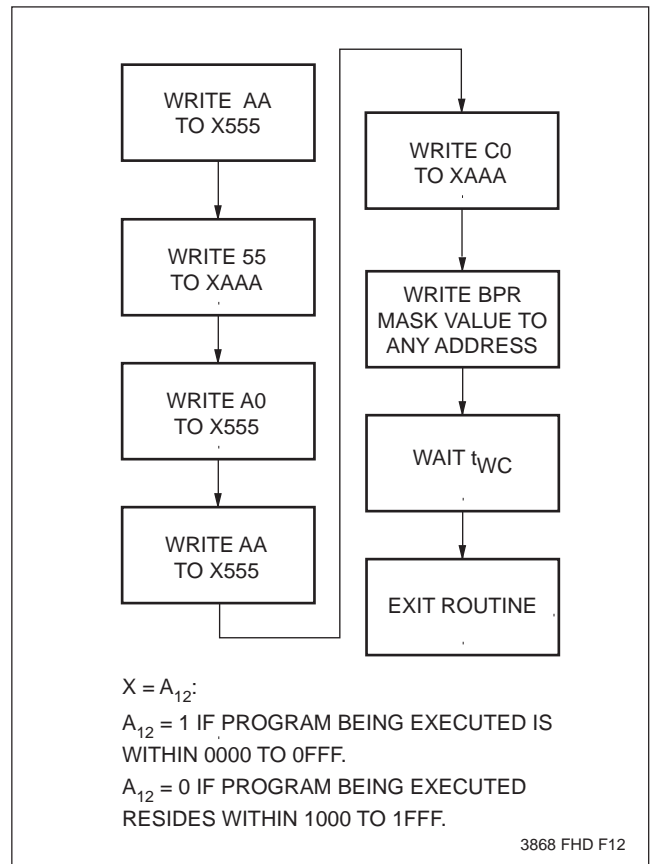 WRITE AA
TO X555
WRITE 55
TO XAAA
WRITE A0
TO X555
WRITE AA
TO X555
WRITE C0
TO XAAA
WRITE BPR
MASK VALUE TO
ANY ADDRESS
WAIT tWC
EXIT ROUTINE
X = A12:
A12 = 1 IF PROGRAM BEING EXECUTED IS
WITHIN 0000 TO 0FFF.
A12 = 0 IF PROGRAM BEING EXECUTED
RESIDES WITHIN 1000 TO 1FFF.
3868 FHD F12